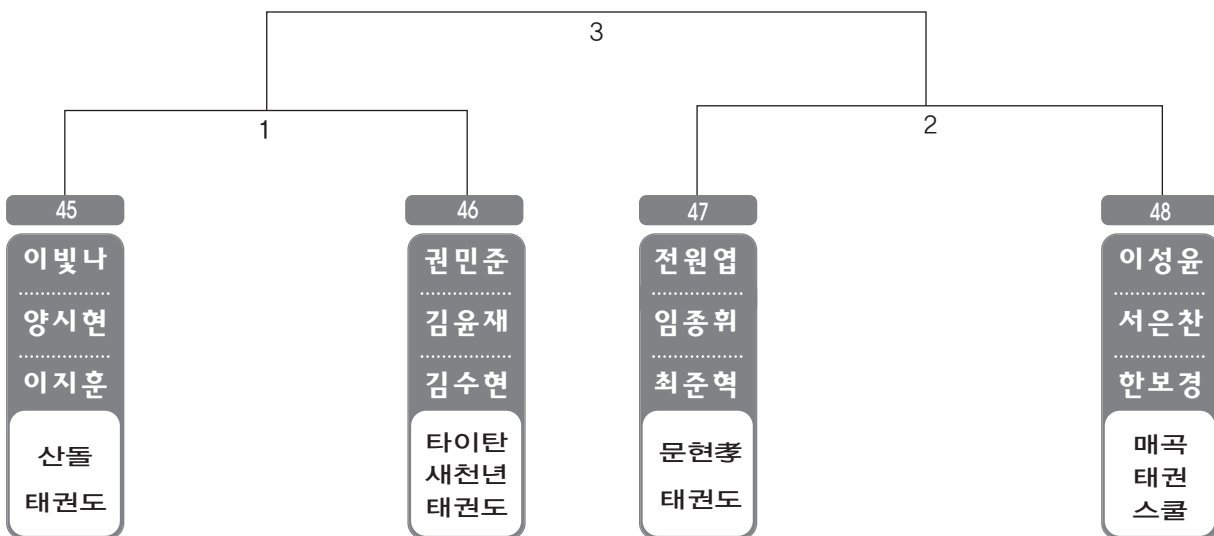 3
1
2
45
이빛나
양시현
이지훈
산돌
태권도
46
권민준
김윤재
김수현
타이탄
새천년
태권도
47
전원엽
임종휘
최준혁
문현孝
태권도
48
이성윤
서은찬
한보경
매곡
태권
스쿨